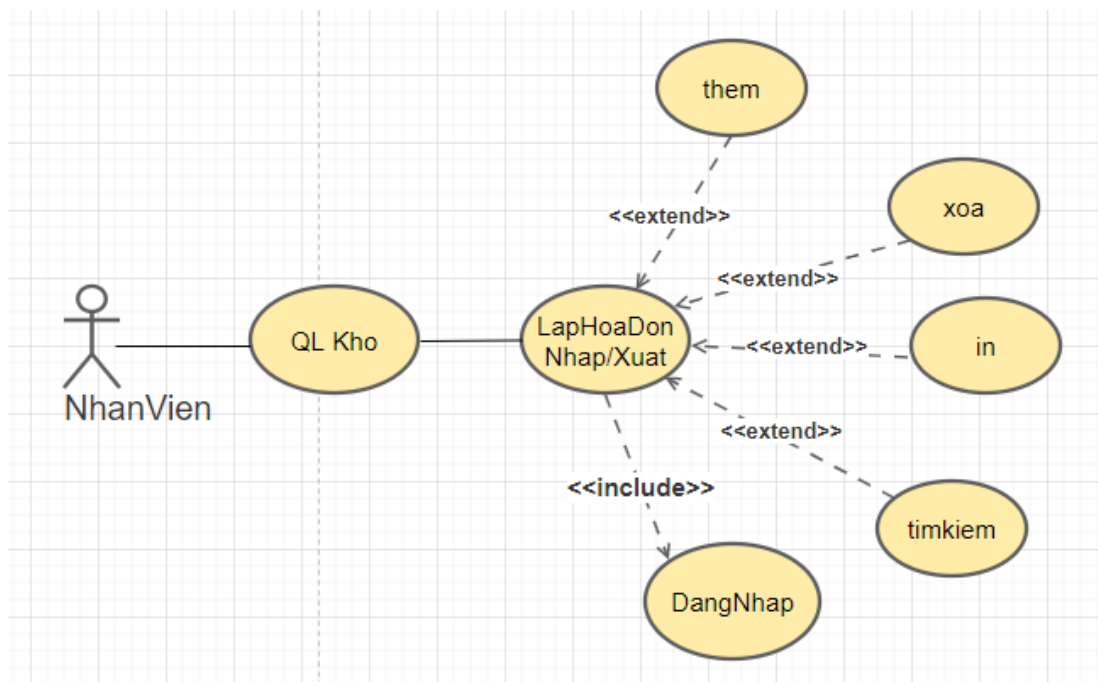 them
<<extend>>
xoa
<<extend>>
NhanVien
QL Kho
LapHoaDon
Nhap/Xuat
<<extend>>
in
<<extend>>
<<include>>
timkiem
DangNhap